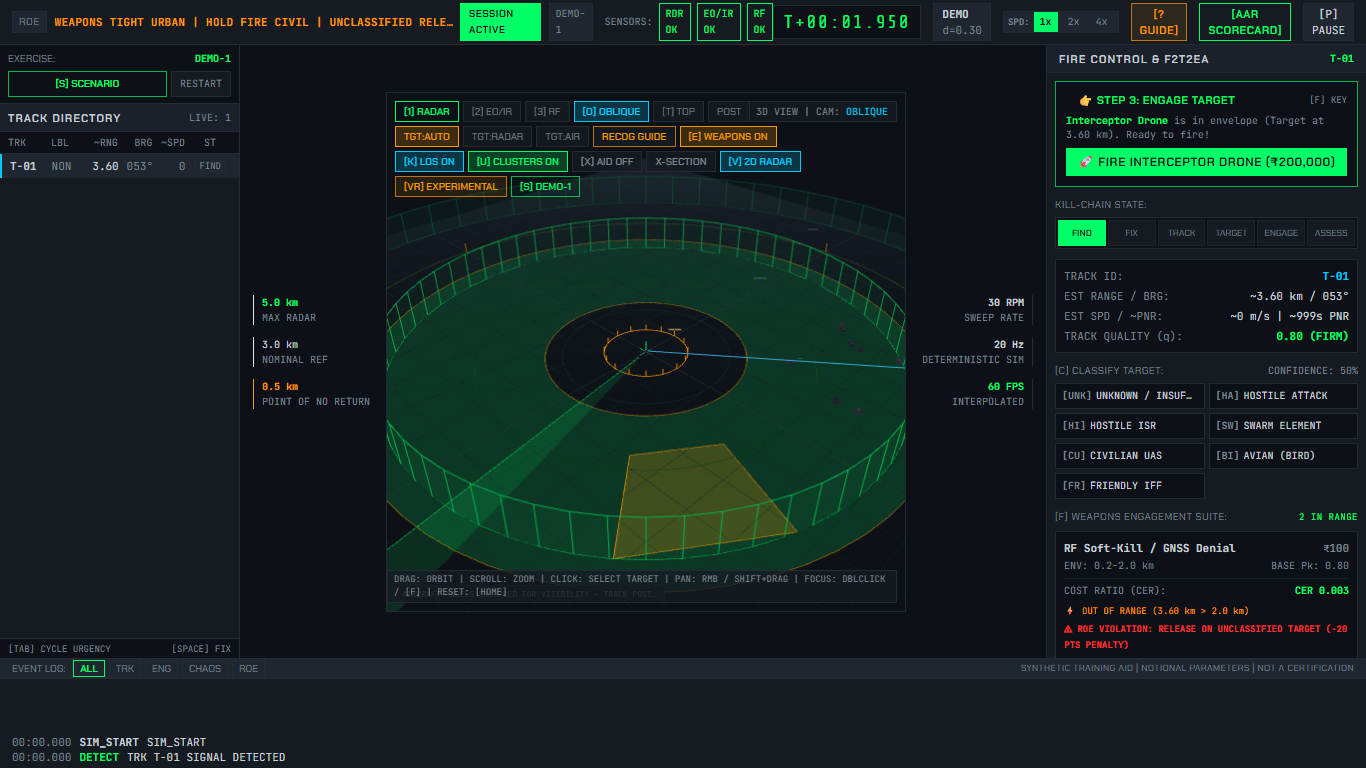 ROE
WEAPONS TIGHT URBAN | HOLD FIRE CIVIL | UNCLASSIFIED RELE…
SESSION ACTIVE
DEMO-1
SENSORS:
RDR OK
EO/IR OK
RF OK
T+00:01.950
DEMO
d=0.30
SPD: 1x 2x 4x
[? GUIDE]
[AAR SCORECARD]
[P] PAUSE
EXERCISE: DEMO-1
[S] SCENARIO RESTART
TRACK DIRECTORY LIVE: 1
TRK LBL ~RNG BRG ~SPD ST
T-01 NON 3.60 053° 0 FIND
[TAB] CYCLE URGENCY [SPACE] FIX
[1] RADAR [2] EO/IR [3] RF [O] OBLIQUE [T] TOP POST 3D VIEW | CAM: OBLIQUE
TGT:AUTO TGT:RADAR TGT:AIR RECOG GUIDE [E] WEAPONS ON
[K] LOS ON [U] CLUSTERS ON [X] AID OFF X-SECTION [V] 2D RADAR
[VR] EXPERIMENTAL [S] DEMO-1
5.0 km
MAX RADAR
3.0 km
NOMINAL REF
0.5 km
POINT OF NO RETURN
30 RPM
SWEEP RATE
20 Hz
DETERMINISTIC SIM
60 FPS
INTERPOLATED
DRAG: ORBIT | SCROLL: ZOOM | CLICK: SELECT TARGET | PAN: RMB / SHIFT+DRAG | FOCUS: DBLCLICK
/ [F] | RESET: [HOME]
FIRE CONTROL & F2T2EA T-01
👉 STEP 3: ENGAGE TARGET [F] KEY
Interceptor Drone is in envelope (Target at
3.60 km). Ready to fire!
🚀 FIRE INTERCEPTOR DRONE (₹200,000)
KILL-CHAIN STATE:
FIND FIX TRACK TARGET ENGAGE ASSESS
TRACK ID: T-01
EST RANGE / BRG: ~3.60 km / 053°
EST SPD / ~PNR: ~0 m/s | ~999s PNR
TRACK QUALITY (q): 0.80 (FIRM)
[C] CLASSIFY TARGET: CONFIDENCE: 50%
[UNK] UNKNOWN / INSUF… [HA] HOSTILE ATTACK
[HI] HOSTILE ISR [SW] SWARM ELEMENT
[CU] CIVILIAN UAS [BI] AVIAN (BIRD)
[FR] FRIENDLY IFF
[F] WEAPONS ENGAGEMENT SUITE: 2 IN RANGE
RF Soft-Kill / GNSS Denial ₹100
ENV: 0.2-2.0 km BASE Pk: 0.80
COST RATIO (CER): CER 0.003
⚡ OUT OF RANGE (3.60 km > 2.0 km)
⚠ ROE VIOLATION: RELEASE ON UNCLASSIFIED TARGET (-20
PTS PENALTY)
EVENT LOG: ALL TRK ENG CHAOS ROE
SYNTHETIC TRAINING AID | NOTIONAL PARAMETERS | NOT A CERTIFICATION
00:00.000 SIM_START SIM_START
00:00.000 DETECT TRK T-01 SIGNAL DETECTED